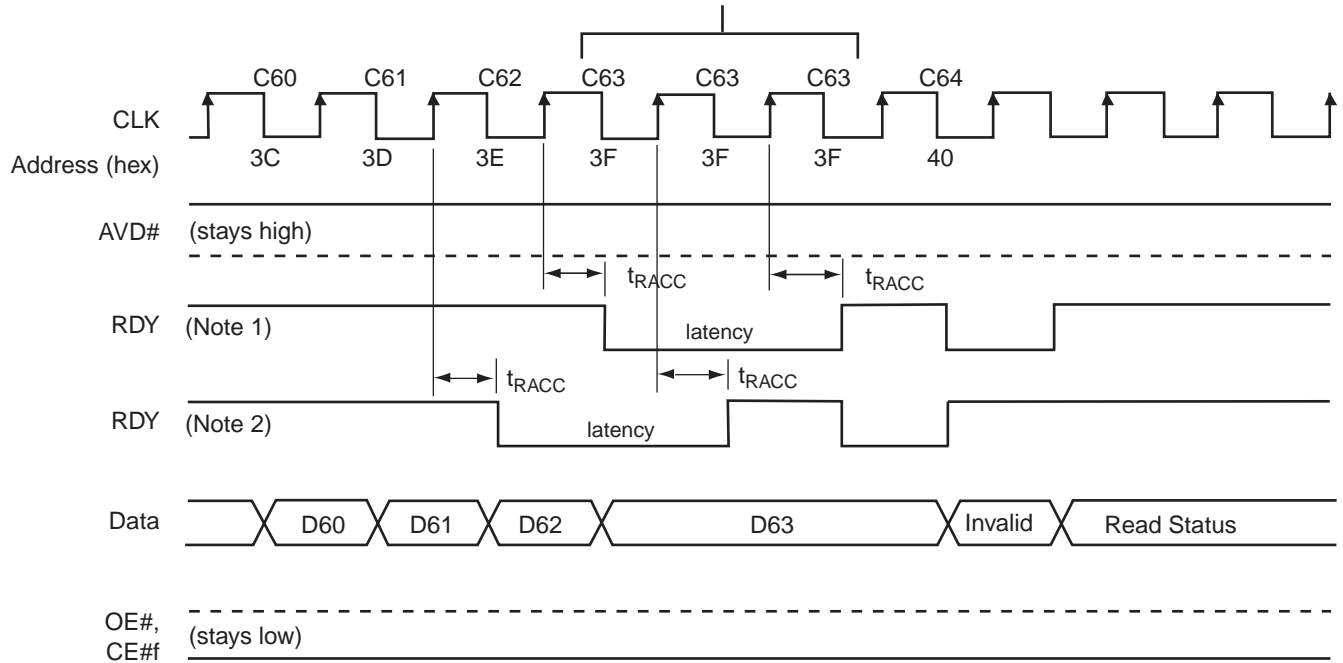 C60 C61 C62 C63 C63 C63 C64
CLK
Address (hex) 3C 3D 3E 3F 3F 3F 40
AVD# (stays high)
tRACC tRACC
RDY (Note 1) latency
tRACC tRACC
RDY (Note 2) latency
Data D60 D61 D62 D63 Invalid Read Status
OE#,
CE#f (stays low)